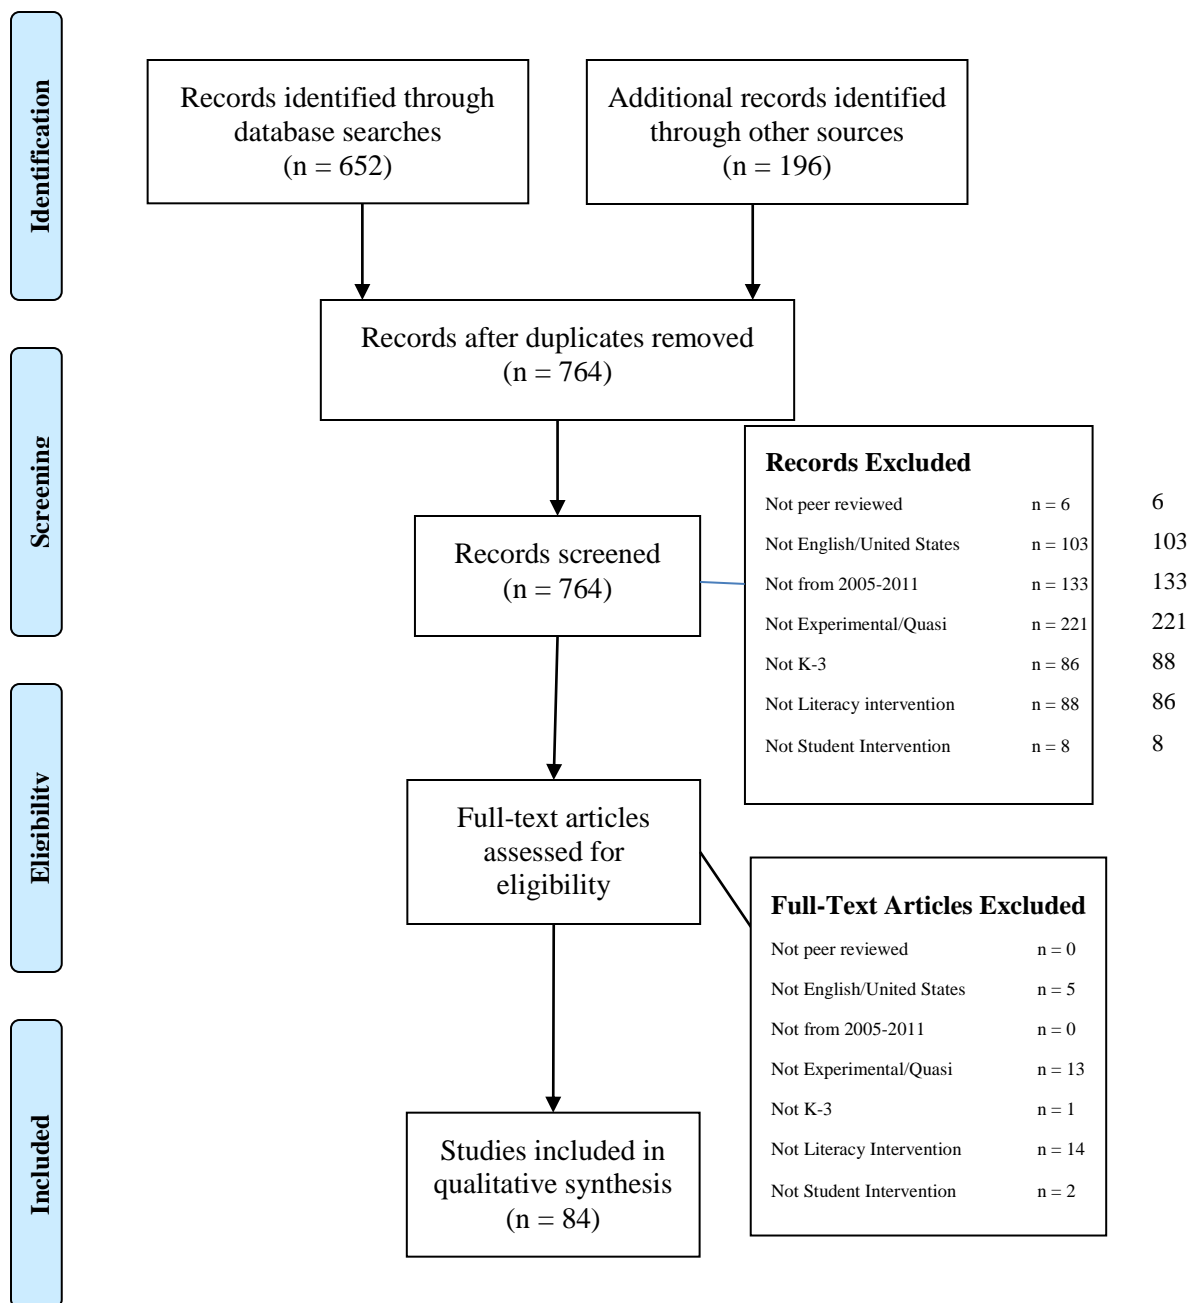 Identification
Records identified through
database searches
(n = 652)
Additional records identified
through other sources
(n = 196)
Records after duplicates removed
(n = 764)
Screening
Records screened
(n = 764)
Records Excluded
Not peer reviewed n = 6 6
Not English/United States n = 103 103
Not from 2005-2011 n = 133 133
Not Experimental/Quasi n = 221 221
Not K-3 n = 86 88
Not Literacy intervention n = 88 86
Not Student Intervention n = 8 8
Eligibility
Full-text articles
assessed for
eligibility
Full-Text Articles Excluded
Not peer reviewed n = 0
Not English/United States n = 5
Not from 2005-2011 n = 0
Not Experimental/Quasi n = 13
Not K-3 n = 1
Not Literacy Intervention n = 14
Not Student Intervention n = 2
Included
Studies included in
qualitative synthesis
(n = 84)